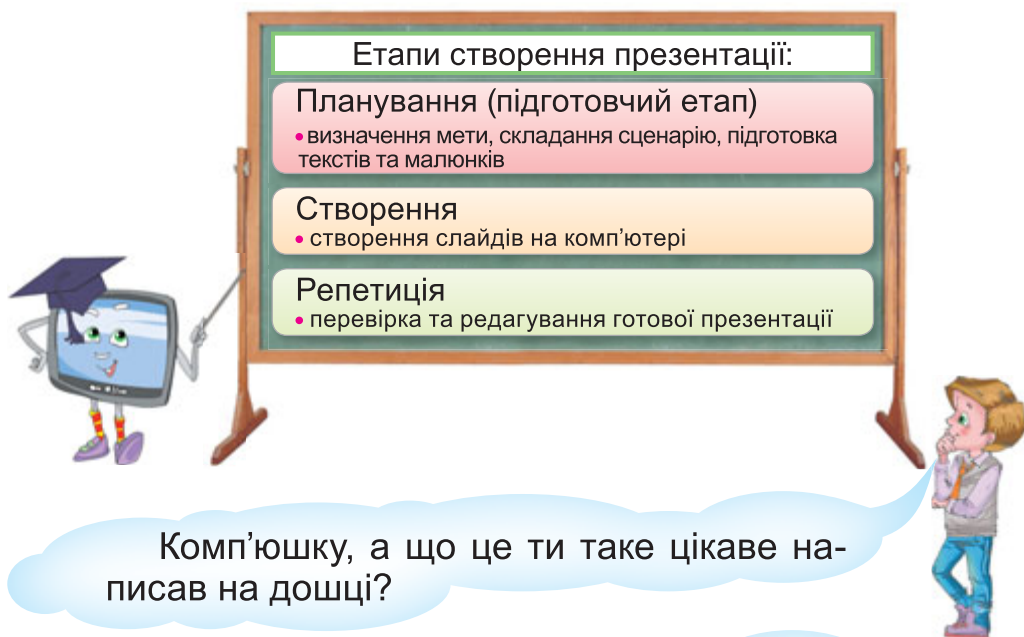 Етапи створення презентації:
Планування (підготовчий етап)
•визначення мети, складання сценарію, підготовка
текстів та малюнків
Створення
• створення слайдів на комп’ютері
Репетиція
• перевірка та редагування готової презентації
Комп’юшку, а що це ти таке цікаве на-
писав на дошці?